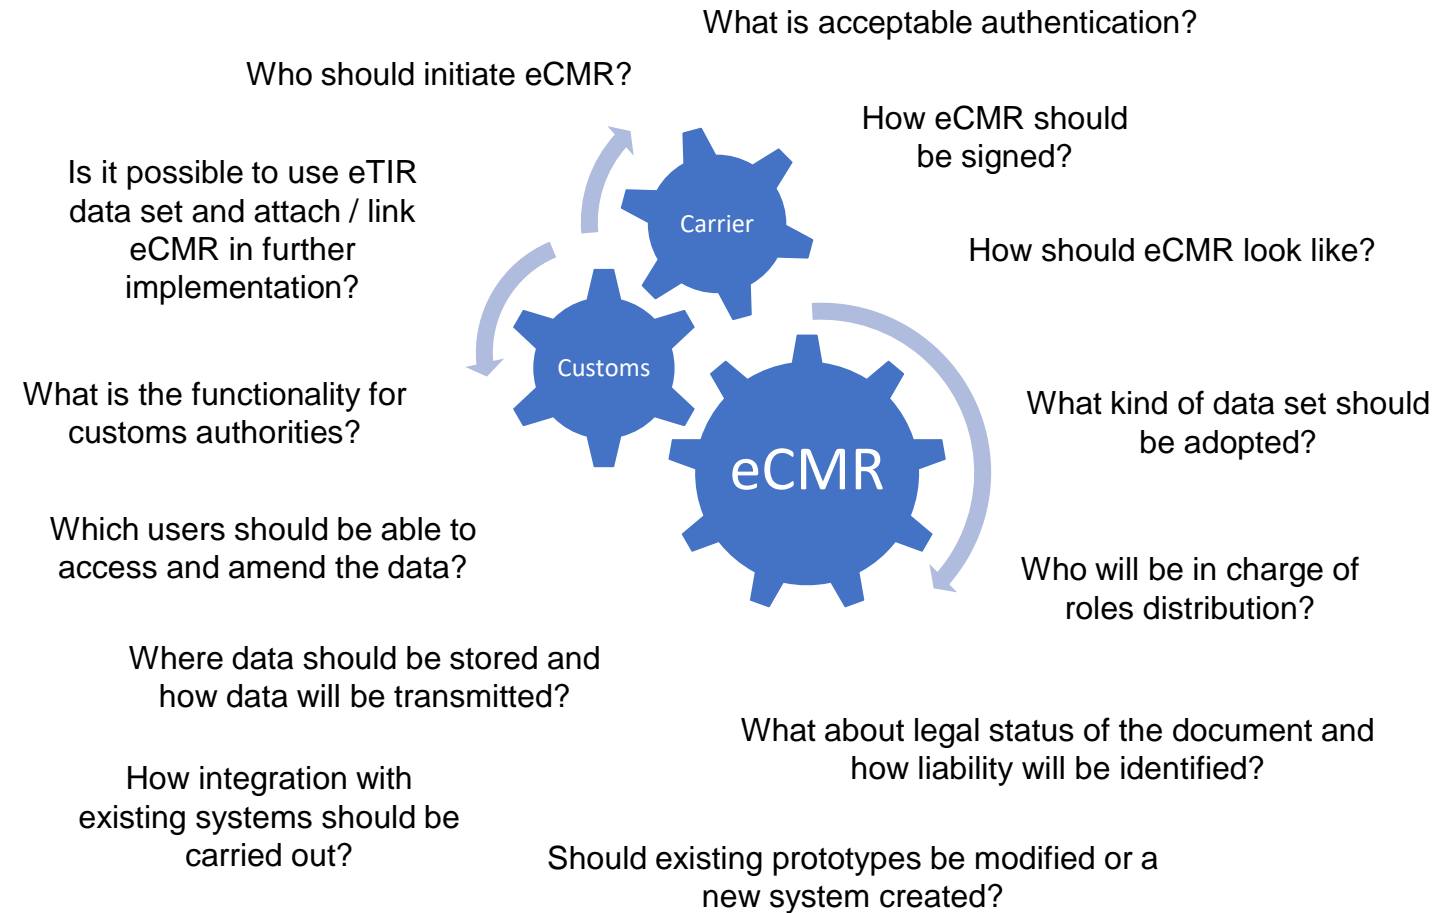 What is acceptable authentication?
Who should initiate eCMR?
How eCMR should
be signed?
Is it possible to use eTIR
data set and attach / link
eCMR in further
implementation?
Carrier
How should eCMR look like?
Customs
What is the functionality for
customs authorities?
What kind of data set should
be adopted?
eCMR
Which users should be able to
access and amend the data?
Who will be in charge of
roles distribution?
Where data should be stored and
how data will be transmitted?
What about legal status of the document and
how liability will be identified?
How integration with
existing systems should be
carried out?
Should existing prototypes be modified or a
new system created?